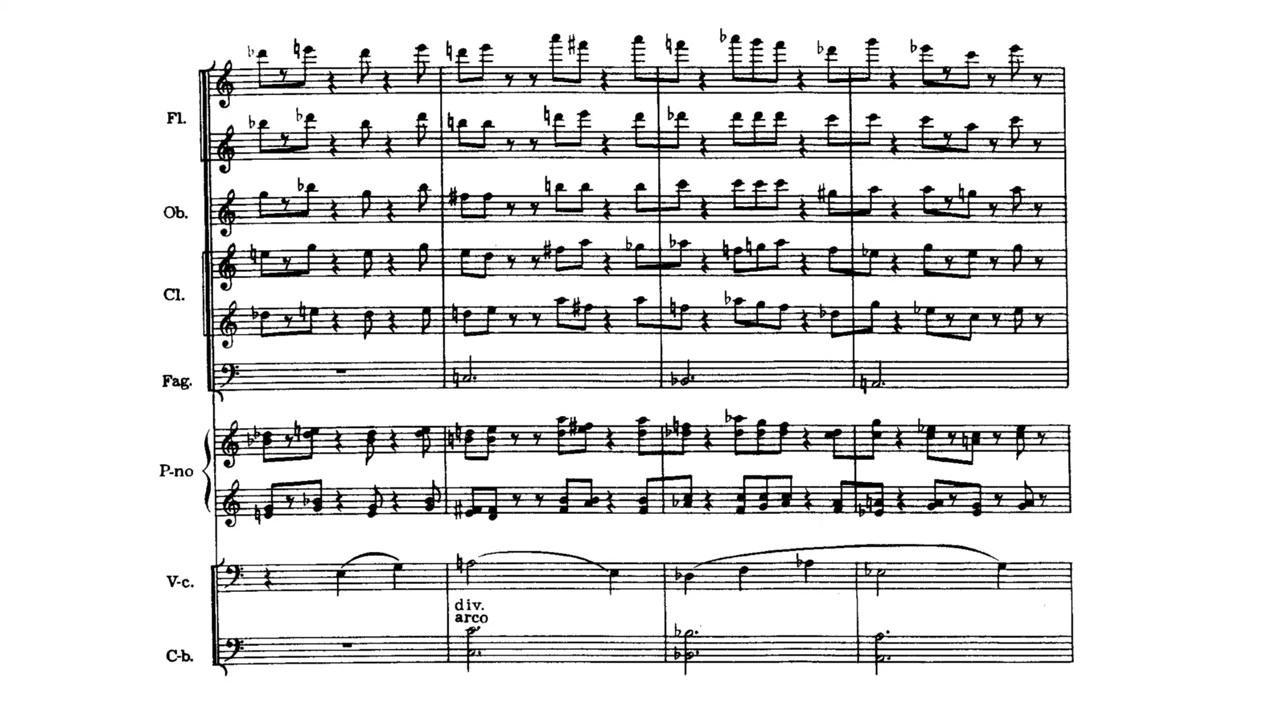 Fl.
Ob.
Cl.
Fag.
P-no
V-c.
div.
arco
C-b.